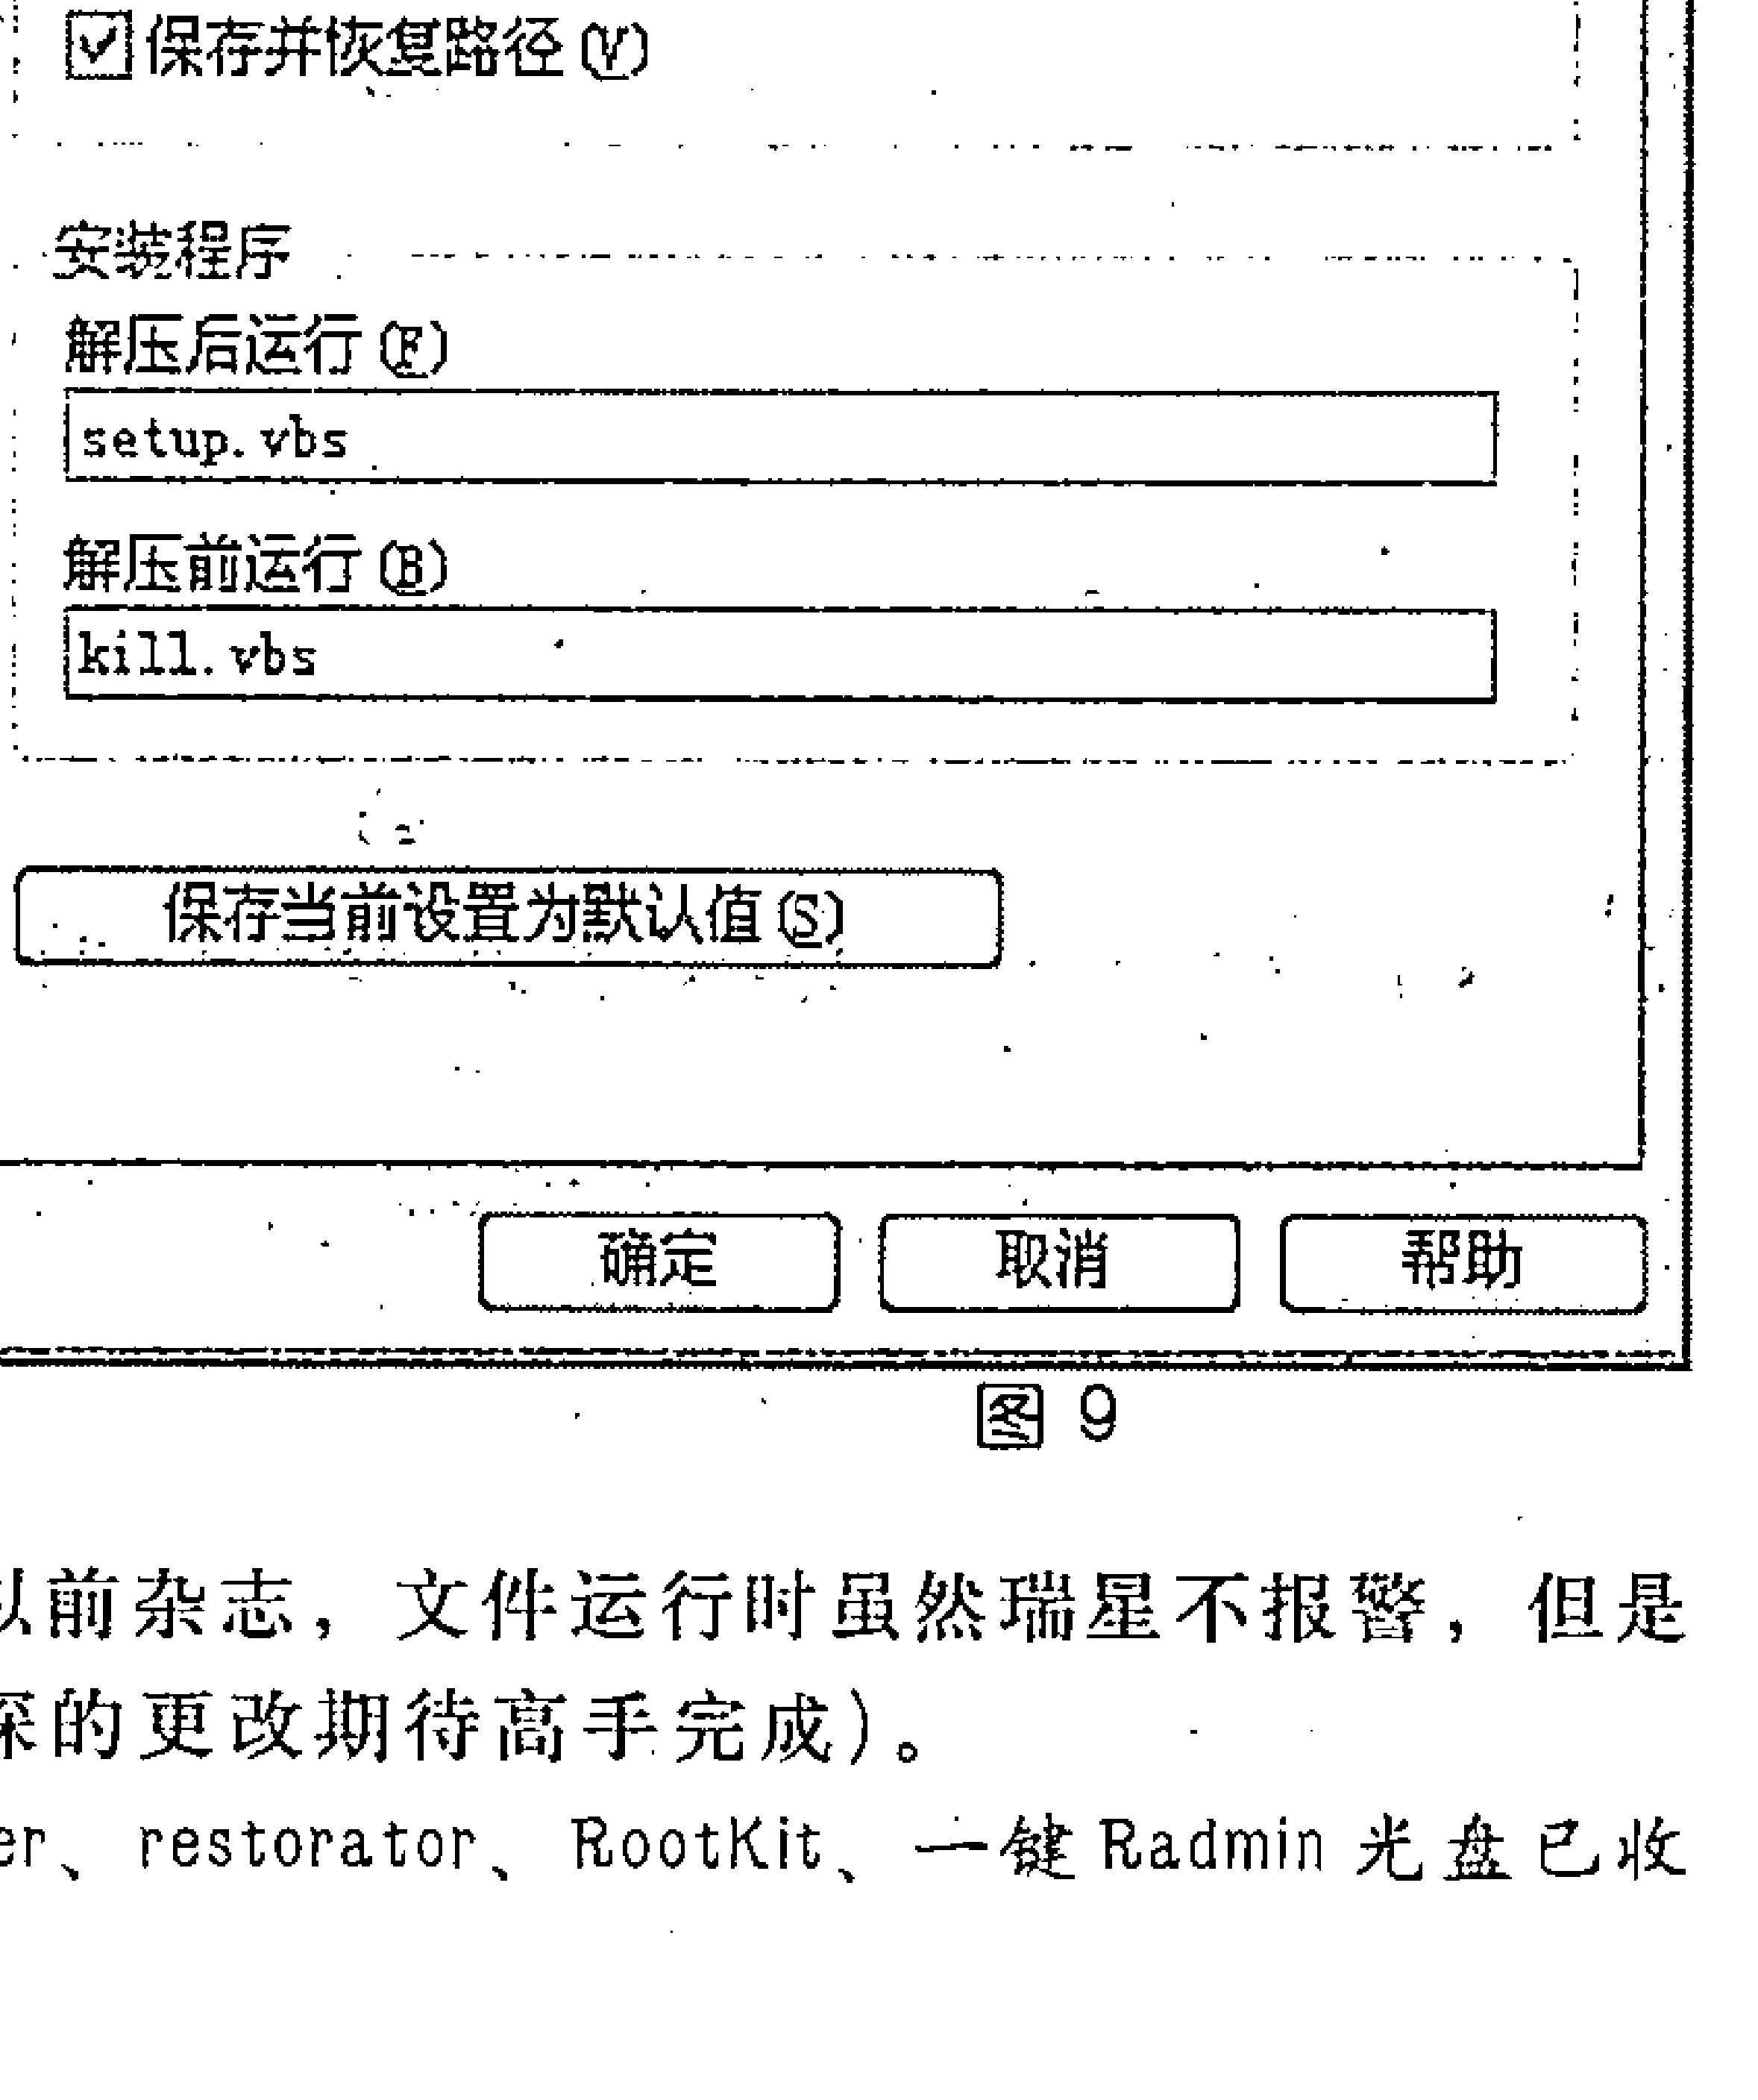 保存并恢复路径(V)
安装程序
解压后运行(F)
setup.vbs
解压前运行(B)
kill.vbs
保存当前设置为默认值(S)
确定 取消 帮助
图 9
以前杂志，文件运行时虽然瑞星不报警，但是
深的更改期待高手完成）。
er、restorator、RootKit、一键 Radmin 光盘已收